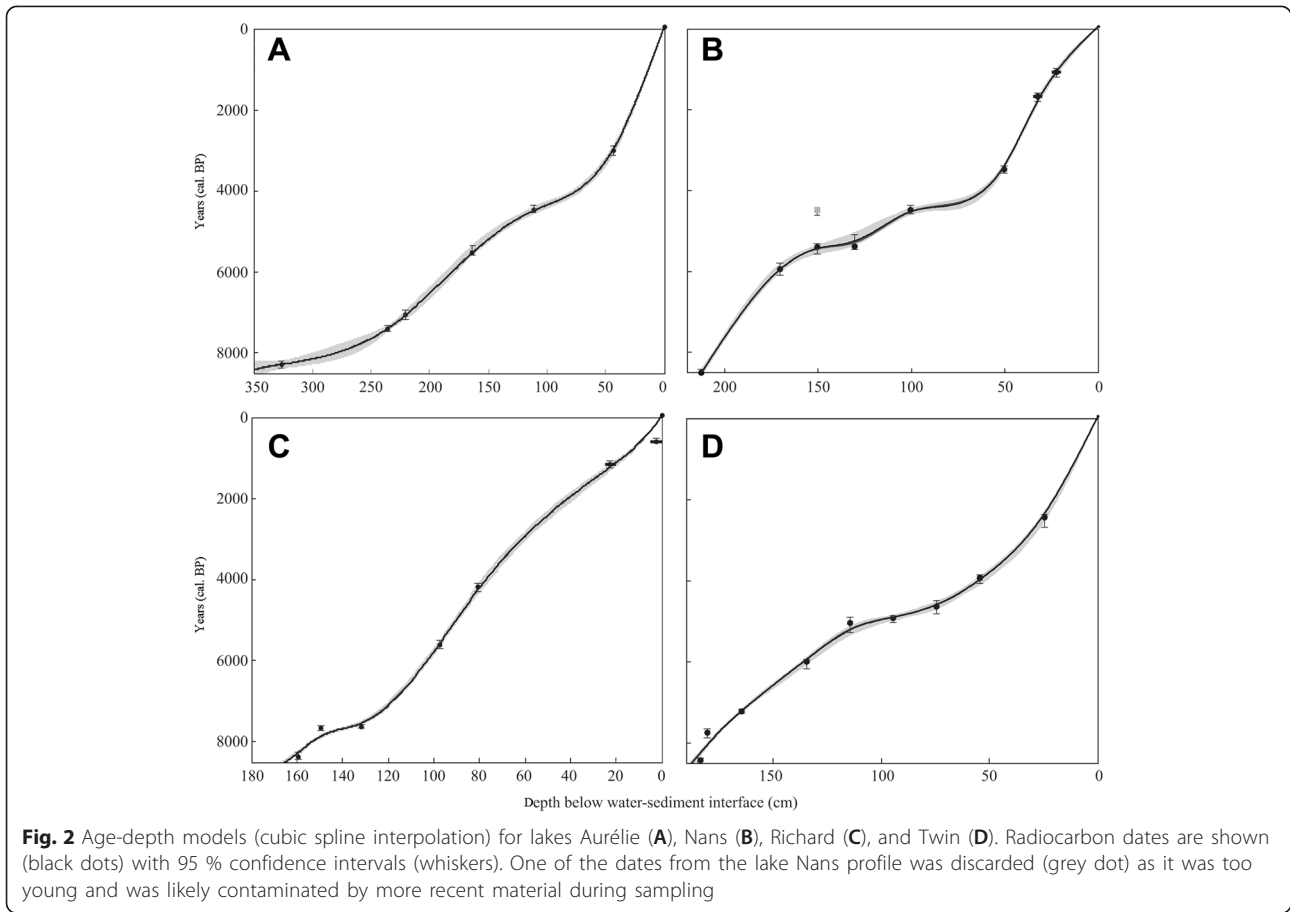 A
B
0
2000
4000
6000
8000
Years (cal. BP)
350 300 250 200 150 100 50 0
200 150 100 50 0
C
D
0
2000
4000
6000
8000
Years (cal. BP)
180 160 140 120 100 80 60 40 20 0
150 100 50 0
Depth below water-sediment interface (cm)
Fig. 2 Age-depth models (cubic spline interpolation) for lakes Aurélie (A), Nans (B), Richard (C), and Twin (D). Radiocarbon dates are shown
(black dots) with 95 % confidence intervals (whiskers). One of the dates from the lake Nans profile was discarded (grey dot) as it was too
young and was likely contaminated by more recent material during sampling